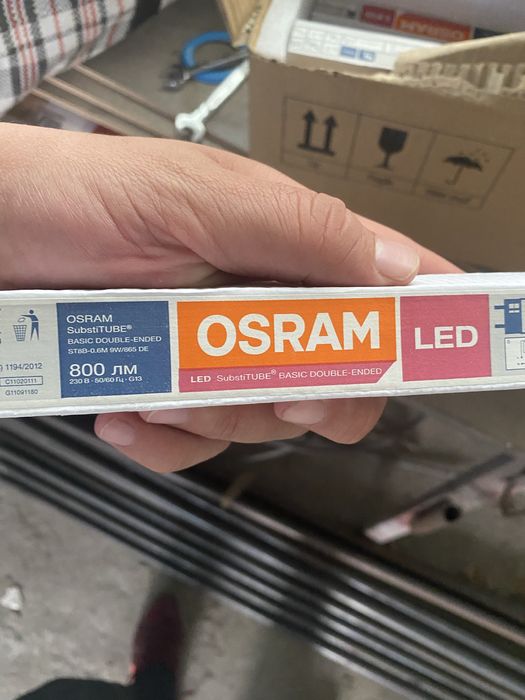 ) 1194/2012
C11020111
G11091180
OSRAM
SubstiTUBE®
BASIC DOUBLE-ENDED
ST8B-0.6M 9W/865 DE
800 ЛМ
230 В · 50/60 Гц · G13
OSRAM®
LED SubstiTUBE® BASIC DOUBLE-ENDED
LED